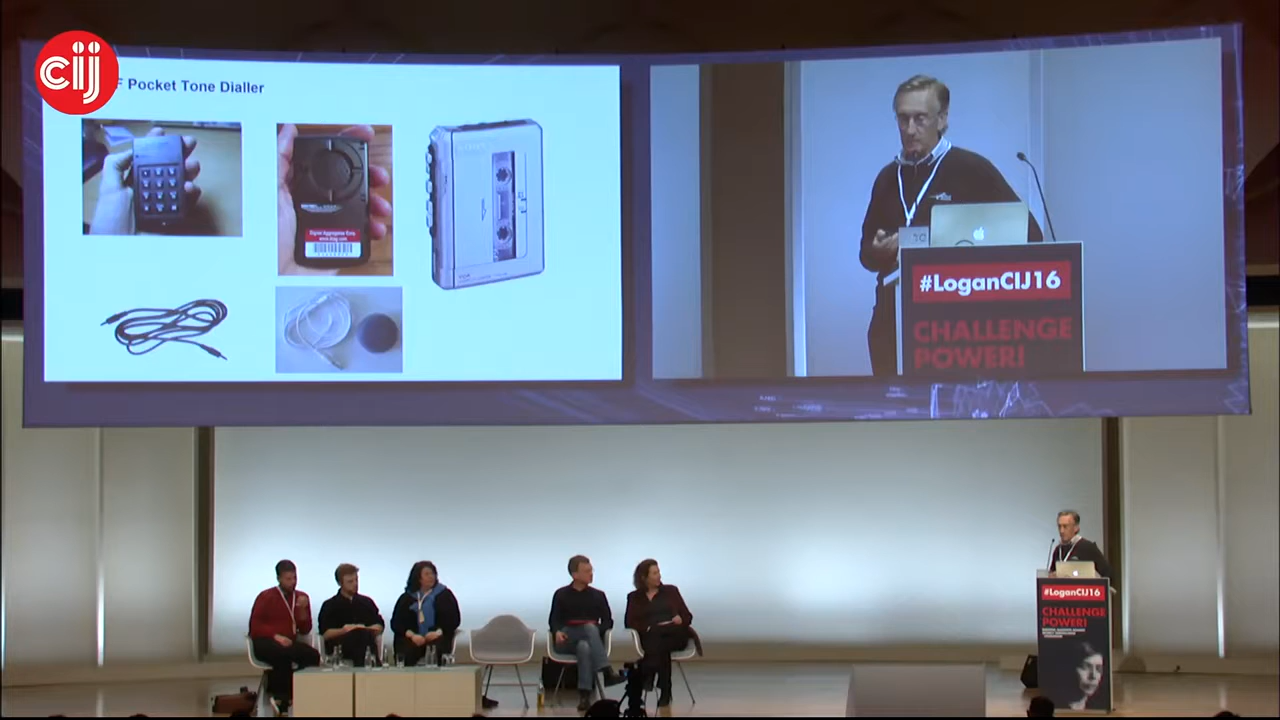 cij
F Pocket Tone Dialler
#LoganCIJ16
CHALLENGE
POWER!
#LoganCIJ16
CHALLENGE
POWER!